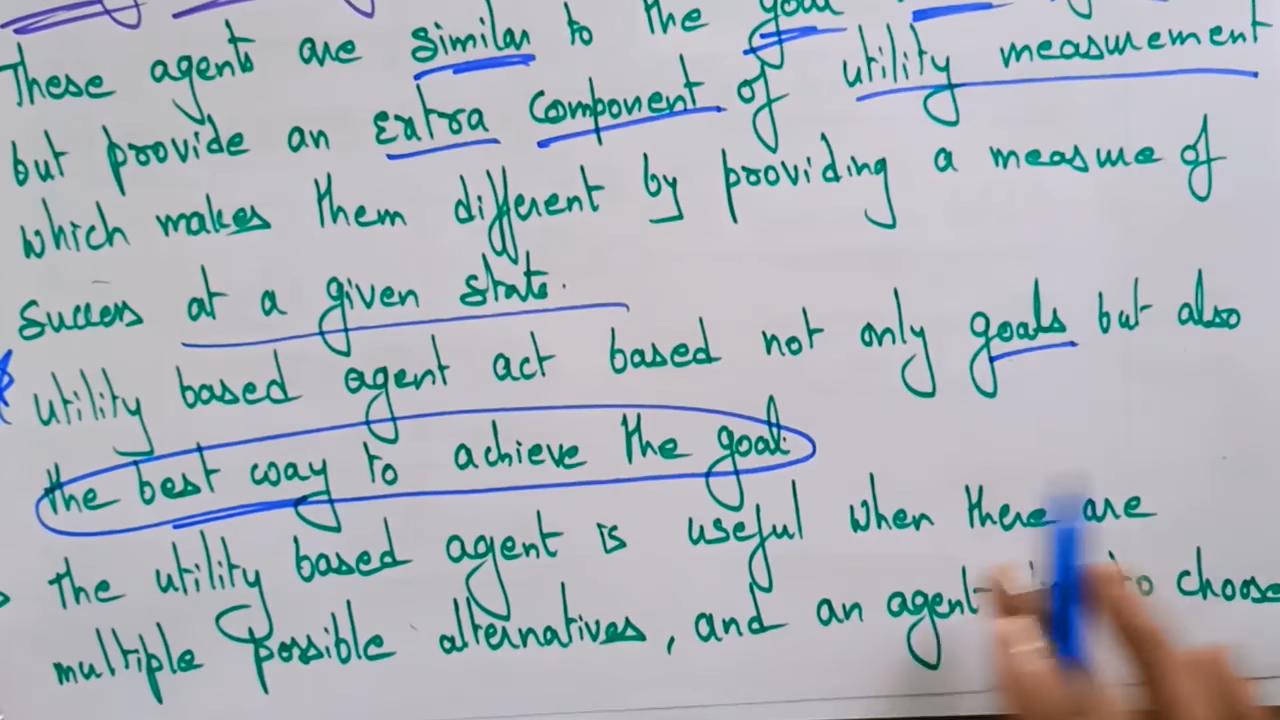 These agents are similar to the goal
but provide an extra component of utility measurement
which makes them different by providing a measure of
success at a given state.
utility based agent act based not only goals but also
the best way to achieve the goal.
the utility based agent is useful when there are
multiple possible alternatives, and an agent to choose